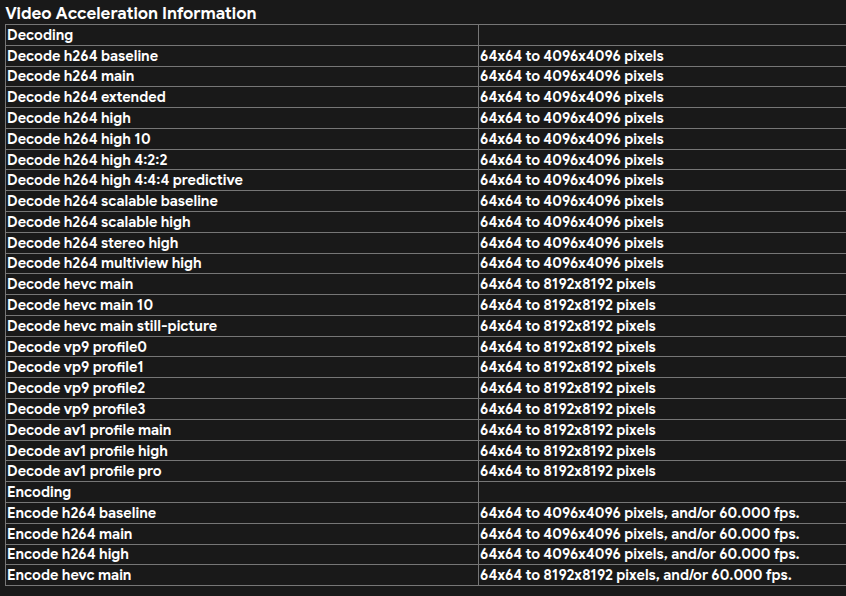 Video Acceleration Information
Decoding
Decode h264 baseline 64x64 to 4096x4096 pixels
Decode h264 main 64x64 to 4096x4096 pixels
Decode h264 extended 64x64 to 4096x4096 pixels
Decode h264 high 64x64 to 4096x4096 pixels
Decode h264 high 10 64x64 to 4096x4096 pixels
Decode h264 high 4:2:2 64x64 to 4096x4096 pixels
Decode h264 high 4:4:4 predictive 64x64 to 4096x4096 pixels
Decode h264 scalable baseline 64x64 to 4096x4096 pixels
Decode h264 scalable high 64x64 to 4096x4096 pixels
Decode h264 stereo high 64x64 to 4096x4096 pixels
Decode h264 multiview high 64x64 to 4096x4096 pixels
Decode hevc main 64x64 to 8192x8192 pixels
Decode hevc main 10 64x64 to 8192x8192 pixels
Decode hevc main still-picture 64x64 to 8192x8192 pixels
Decode vp9 profile0 64x64 to 8192x8192 pixels
Decode vp9 profile1 64x64 to 8192x8192 pixels
Decode vp9 profile2 64x64 to 8192x8192 pixels
Decode vp9 profile3 64x64 to 8192x8192 pixels
Decode av1 profile main 64x64 to 8192x8192 pixels
Decode av1 profile high 64x64 to 8192x8192 pixels
Decode av1 profile pro 64x64 to 8192x8192 pixels
Encoding
Encode h264 baseline 64x64 to 4096x4096 pixels, and/or 60.000 fps.
Encode h264 main 64x64 to 4096x4096 pixels, and/or 60.000 fps.
Encode h264 high 64x64 to 4096x4096 pixels, and/or 60.000 fps.
Encode hevc main 64x64 to 8192x8192 pixels, and/or 60.000 fps.